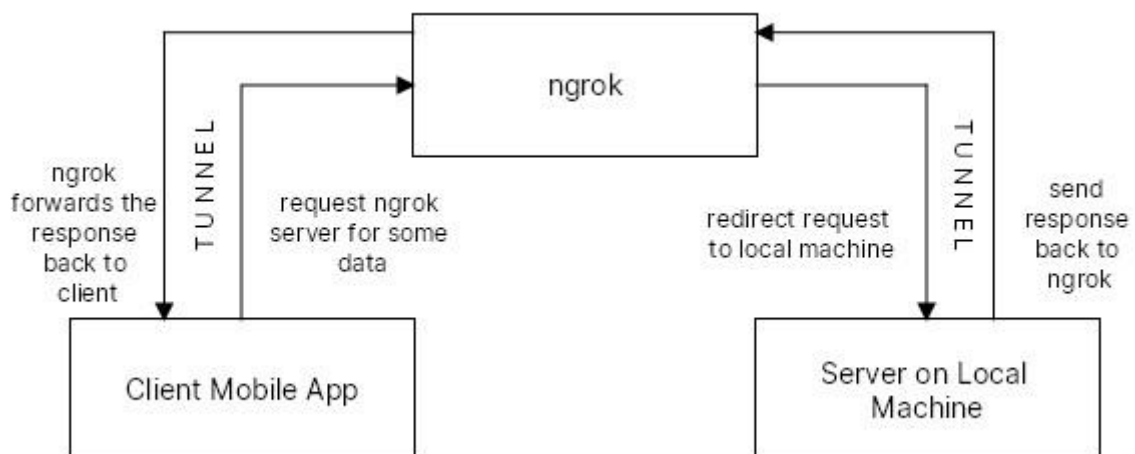 ngrok
TUNNEL
TUNNEL
ngrok
forwards the
response
back to
client
request ngrok
server for some
data
redirect request
to local machine
send
response
back to
ngrok
Client Mobile App
Server on Local
Machine